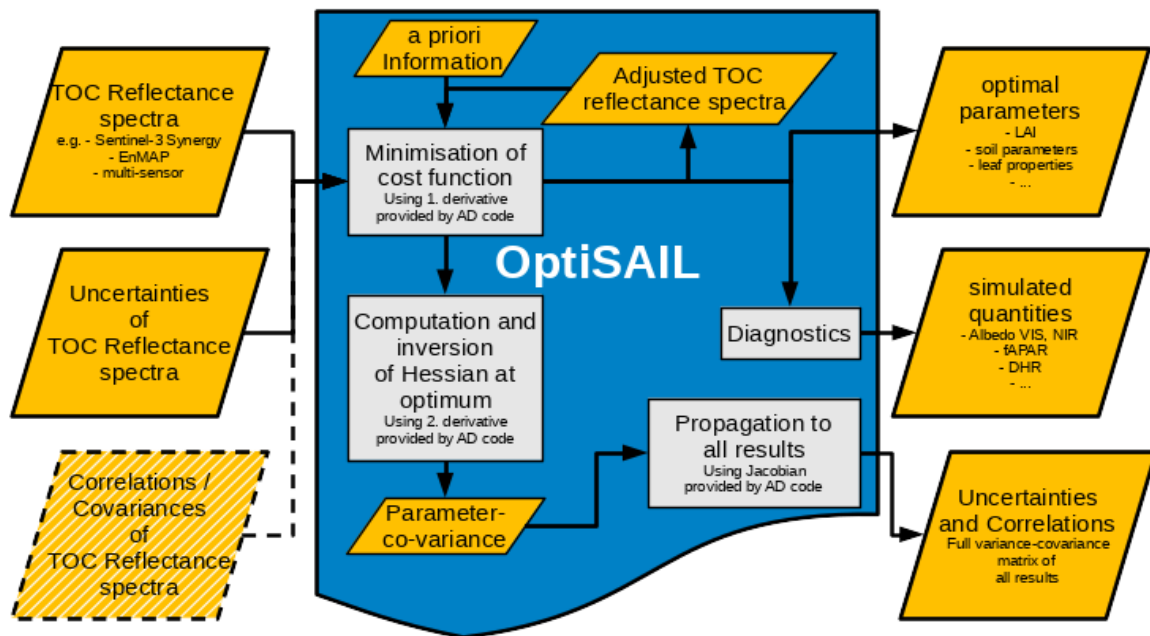 TOC Reflectance
spectra
e.g. - Sentinel-3 Synergy
- EnMAP
- multi-sensor
Uncertainties
of
TOC Reflectance
spectra
Correlations /
Covariances
of
TOC Reflectance
spectra
a priori
Information
Adjusted TOC
reflectance spectra
Minimisation of
cost function
Using 1. derivative
provided by AD code
OptiSAIL
Computation and
inversion
of Hessian at
optimum
Using 2. derivative
provided by AD code
Diagnostics
Propagation to
all results
Using Jacobian
provided by AD code
Parameter-
co-variance
optimal
parameters
- LAI
- soil parameters
- leaf properties
- ...
simulated
quantities
- Albedo VIS, NIR
- fAPAR
- DHR
- ...
Uncertainties
and Correlations
Full variance-covariance
matrix of
all results